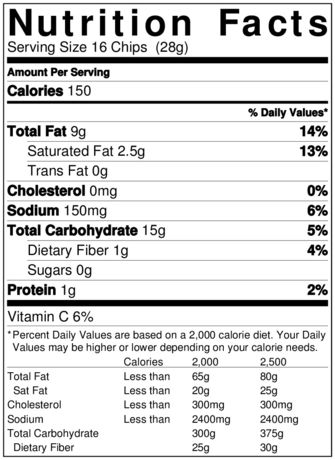 Nutrition Facts
Serving Size 16 Chips (28g)
Amount Per Serving
Calories 150
% Daily Values*
Total Fat 9g 14%
Saturated Fat 2.5g 13%
Trans Fat 0g
Cholesterol 0mg 0%
Sodium 150mg 6%
Total Carbohydrate 15g 5%
Dietary Fiber 1g 4%
Sugars 0g
Protein 1g 2%
Vitamin C 6%
*Percent Daily Values are based on a 2,000 calorie diet. Your Daily
Values may be higher or lower depending on your calorie needs.
Calories 2,000 2,500
Total Fat Less than 65g 80g
Sat Fat Less than 20g 25g
Cholesterol Less than 300mg 300mg
Sodium Less than 2400mg 2400mg
Total Carbohydrate 300g 375g
Dietary Fiber 25g 30g